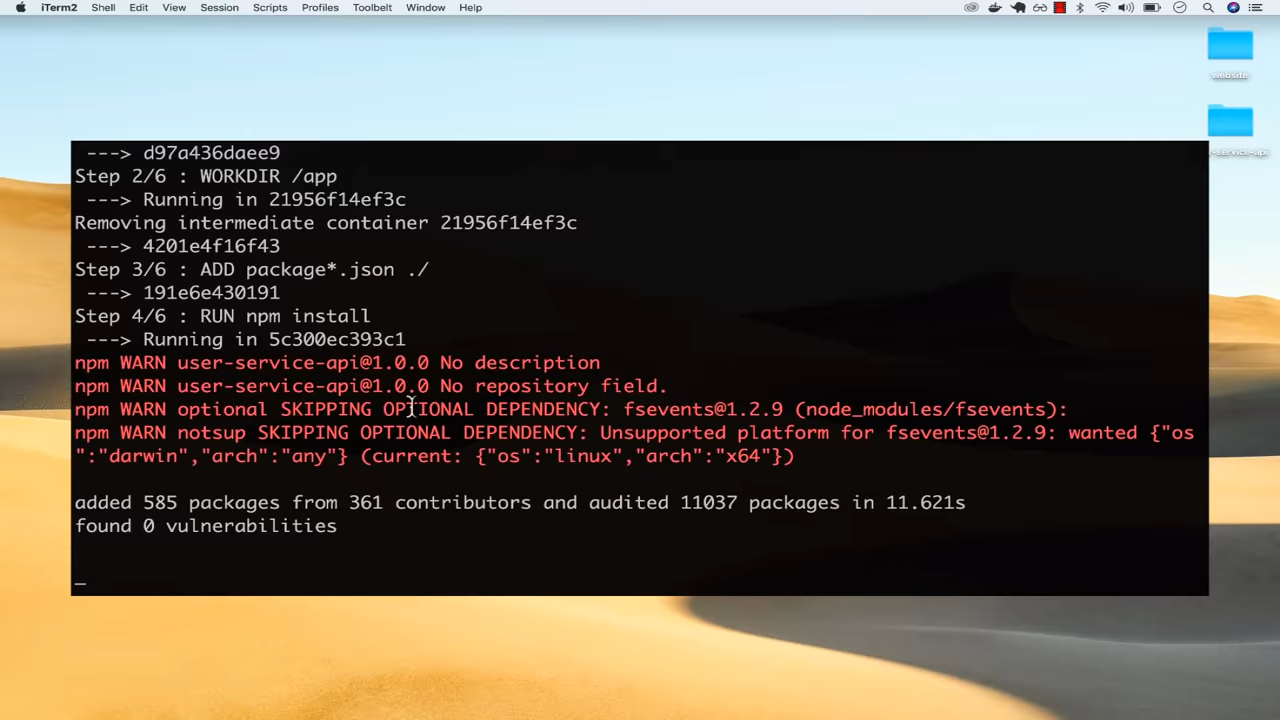 iTerm2 Shell Edit View Session Scripts Profiles Toolbelt Window Help
website
-service-api
---> d97a436daee9
Step 2/6 : WORKDIR /app
---> Running in 21956f14ef3c
Removing intermediate container 21956f14ef3c
---> 4201e4f16f43
Step 3/6 : ADD package*.json ./
---> 191e6e430191
Step 4/6 : RUN npm install
---> Running in 5c300ec393c1
npm WARN user-service-api@1.0.0 No description
npm WARN user-service-api@1.0.0 No repository field.
npm WARN optional SKIPPING OPTIONAL DEPENDENCY: fsevents@1.2.9 (node_modules/fsevents):
npm WARN notsup SKIPPING OPTIONAL DEPENDENCY: Unsupported platform for fsevents@1.2.9: wanted {"os
":"darwin","arch":"any"} (current: {"os":"linux","arch":"x64"})
added 585 packages from 361 contributors and audited 11037 packages in 11.621s
found 0 vulnerabilities
_